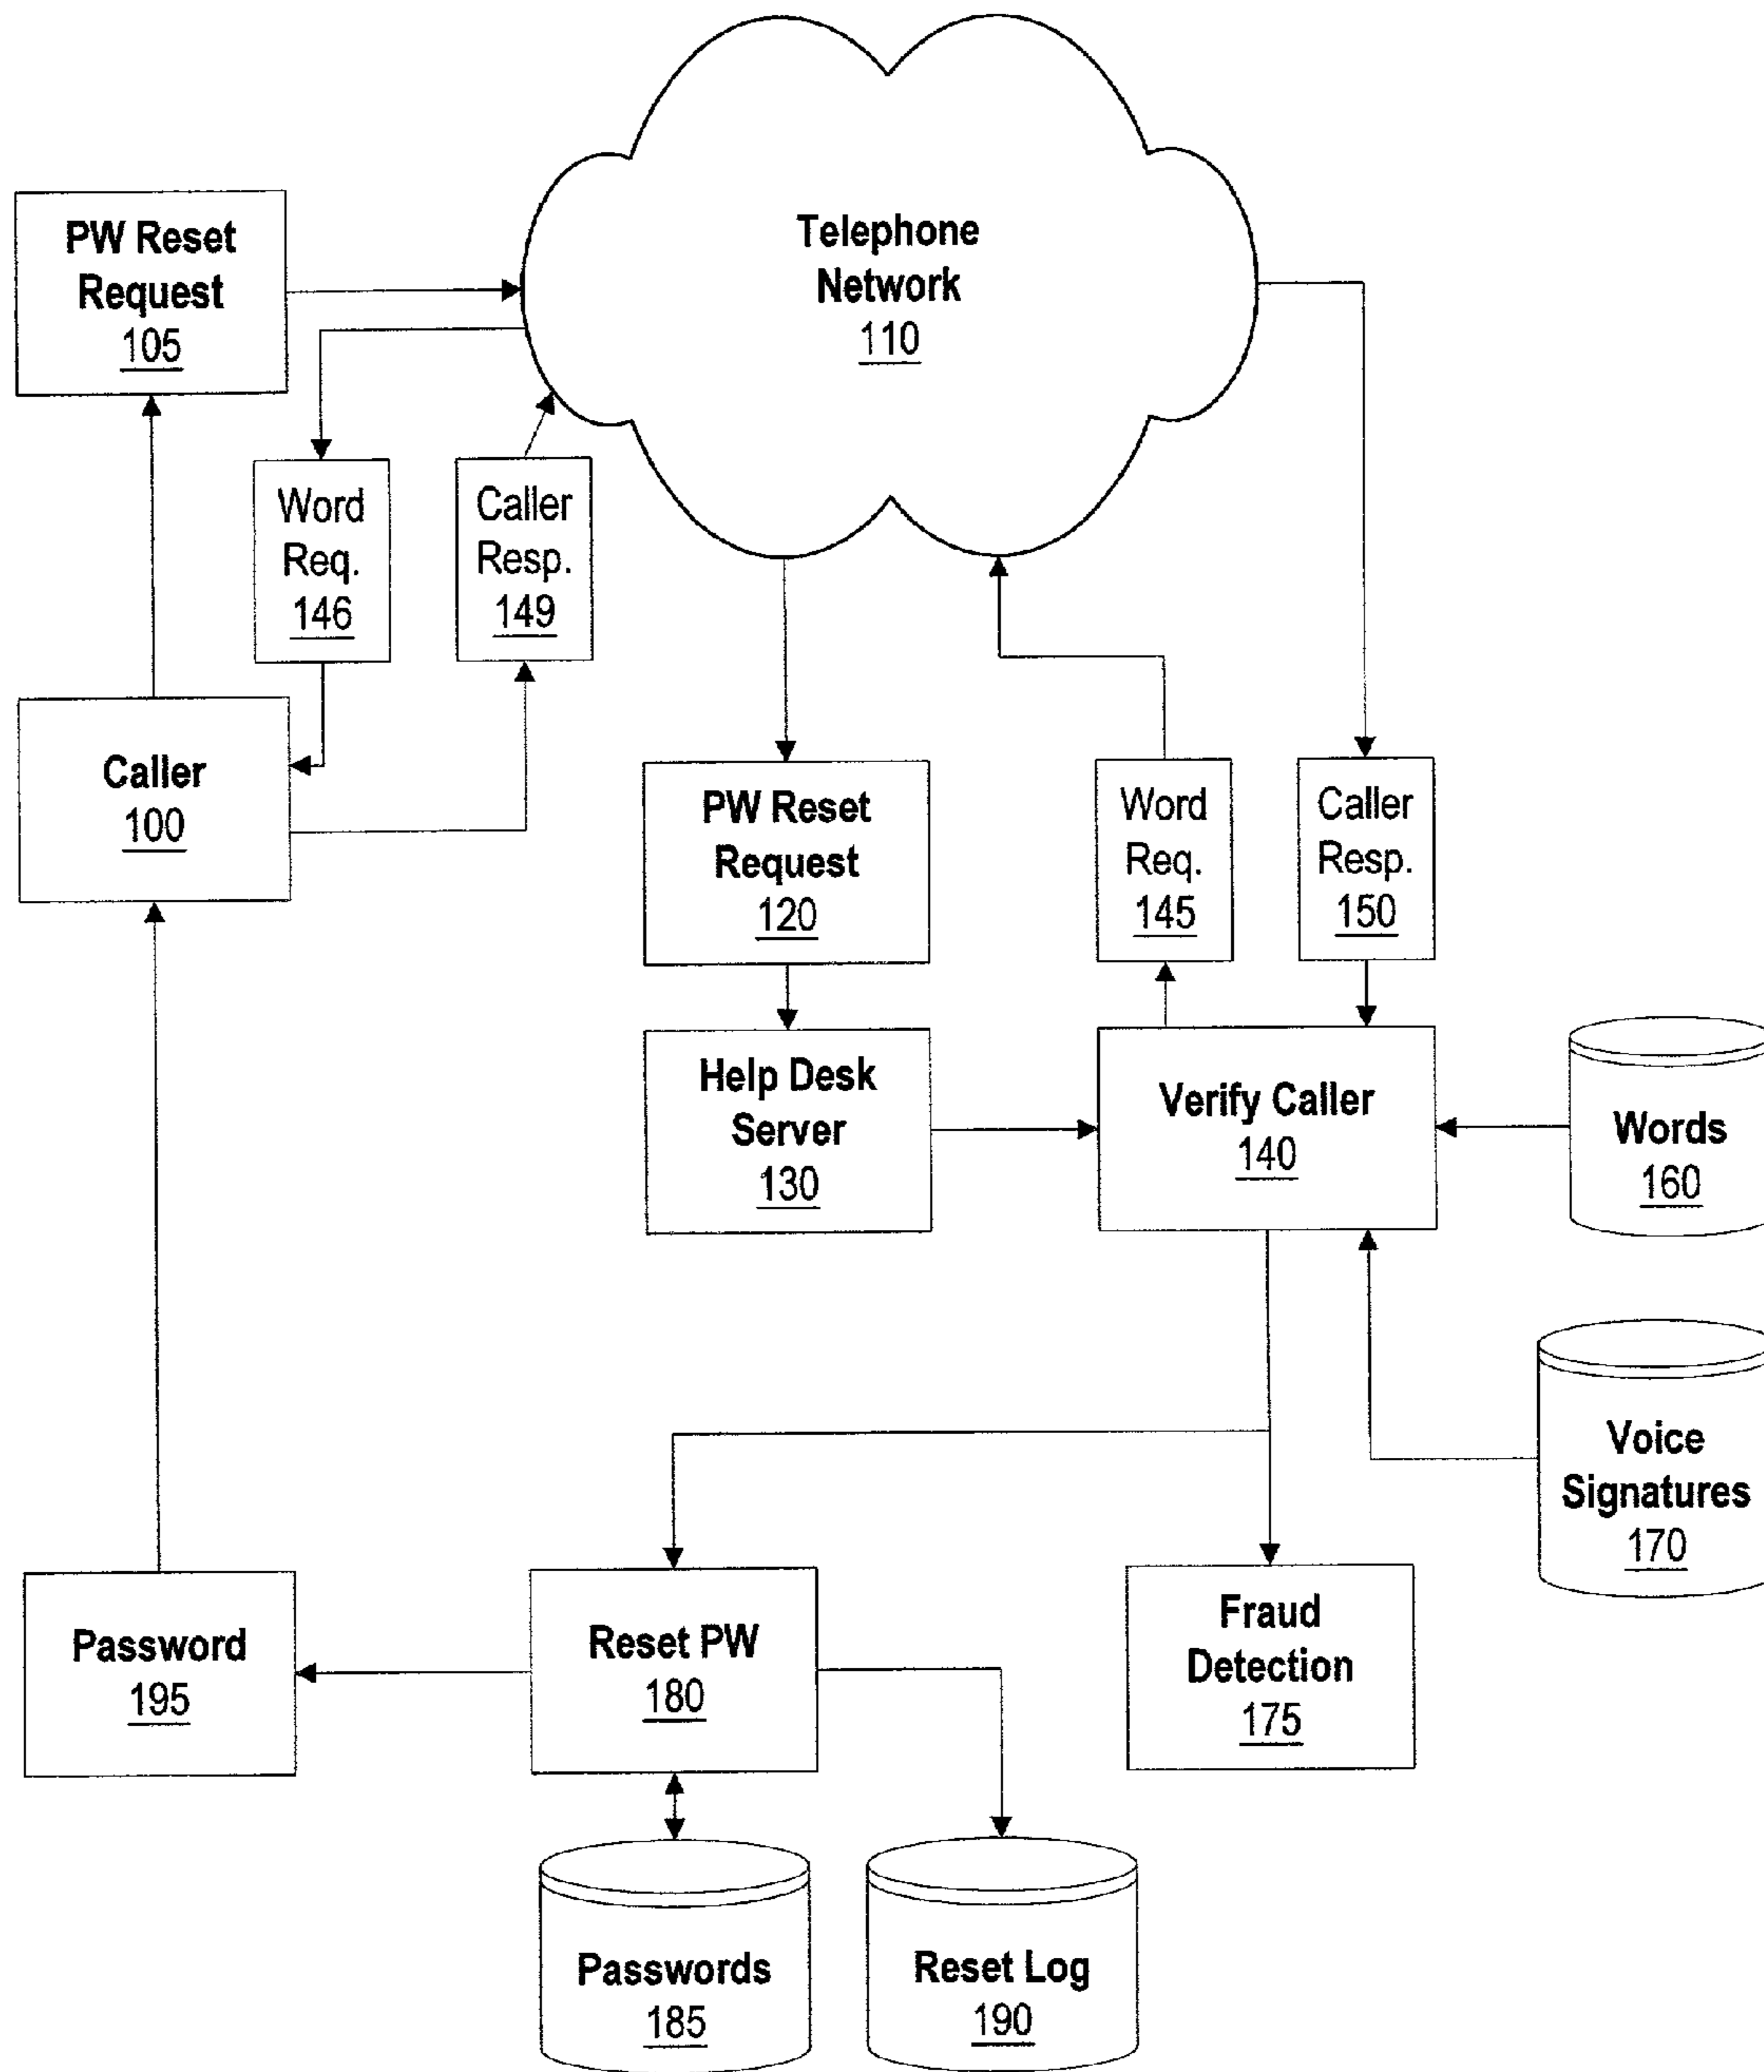 Telephone
Network
110
PW Reset
Request
105
Word
Req.
146
Caller
Resp.
149
Caller
100
PW Reset
Request
120
Word
Req.
145
Caller
Resp.
150
Help Desk
Server
130
Verify Caller
140
Words
160
Voice
Signatures
170
Password
195
Reset PW
180
Fraud
Detection
175
Passwords
185
Reset Log
190